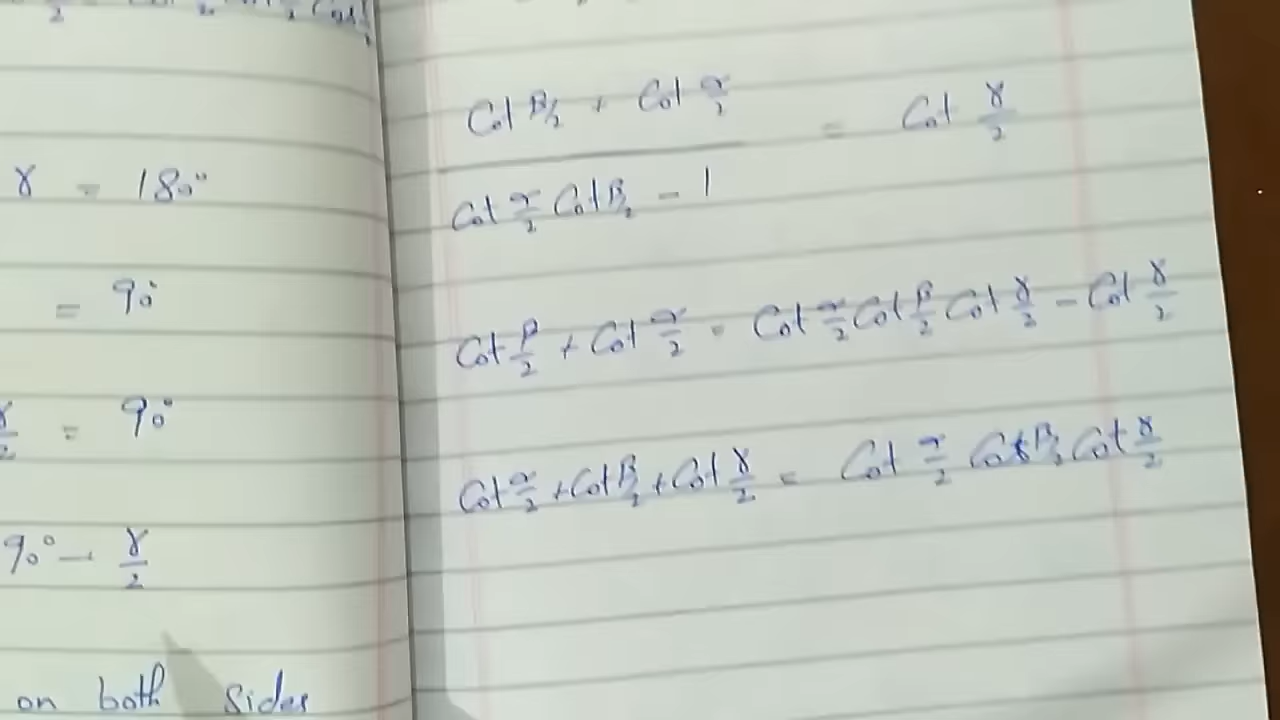 γ = 180°
= 90°
γ/2 = 90°
90° - γ/2
on both sides
Cot β/2 + Cot α/2 / Cot α/2 Cot β/2 - 1 = Cot γ/2
Cot β/2 + Cot α/2 = Cot α/2 Cot β/2 Cot γ/2 - Cot γ/2
Cot α/2 + Cot β/2 + Cot γ/2 = Cot α/2 Cot β/2 Cot γ/2